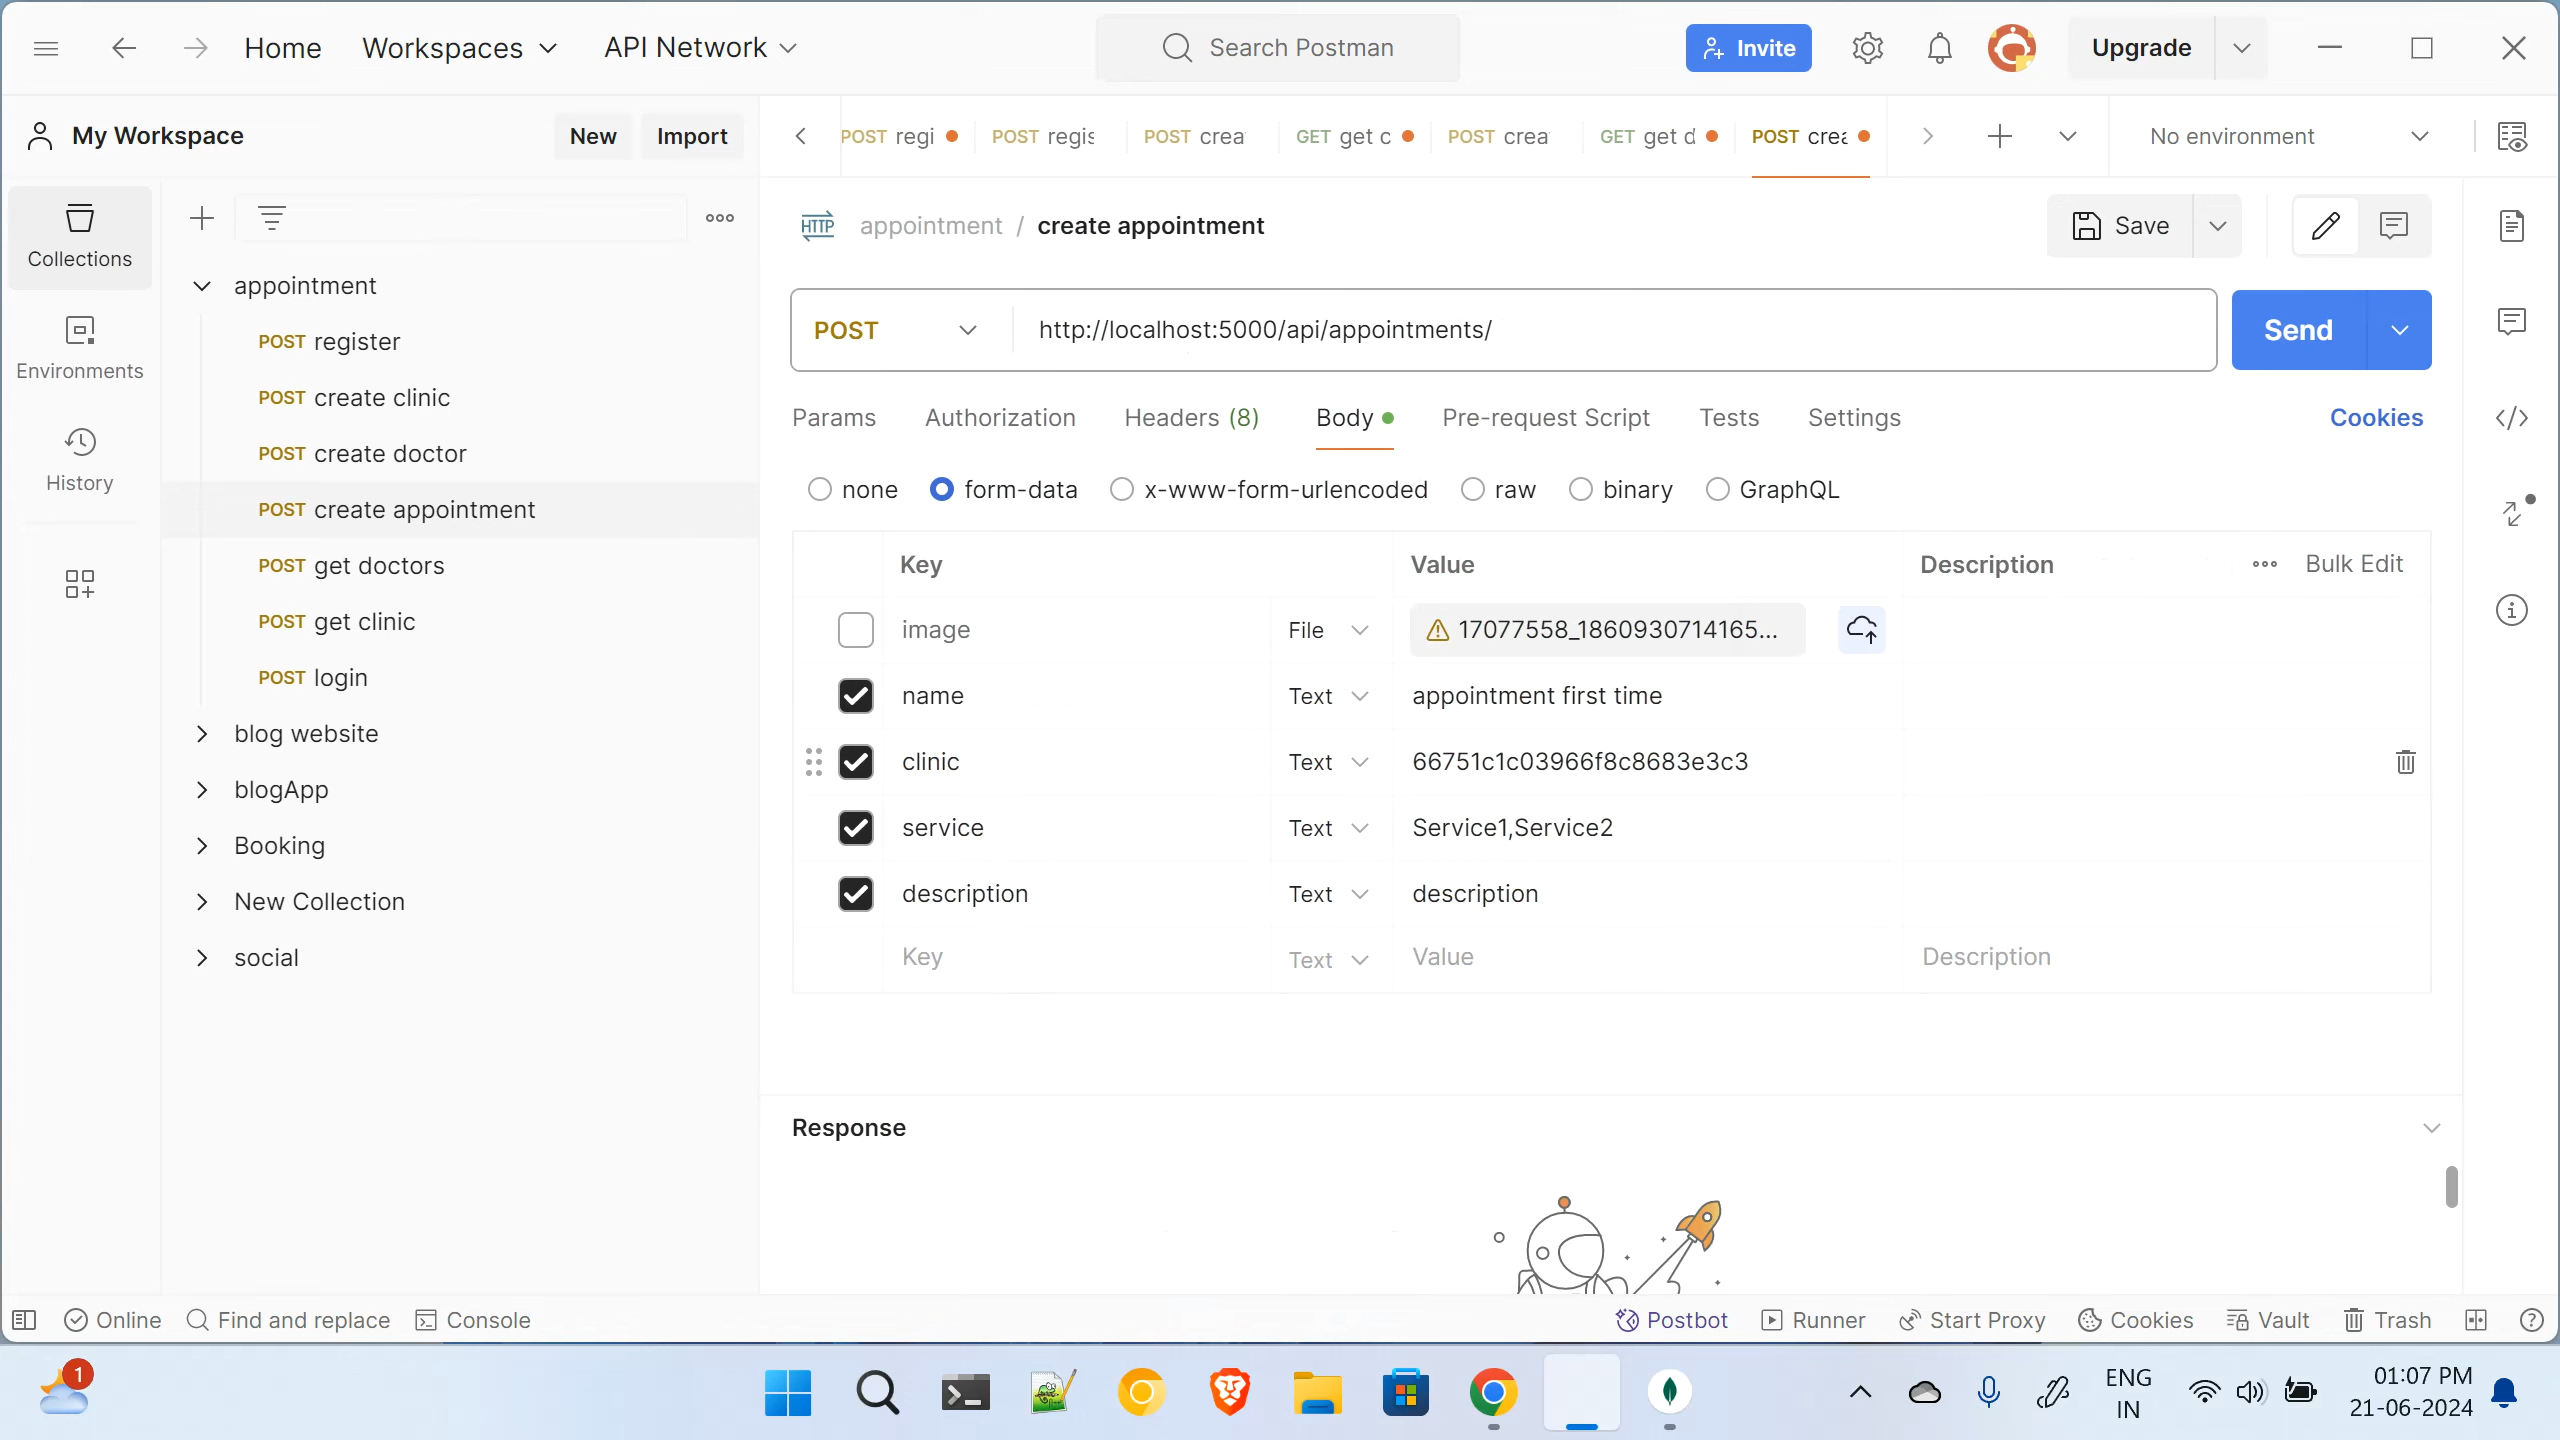 Home
Workspaces
API Network
Search Postman
Invite
Upgrade
My Workspace
New
Import
POST regi
POST regis
POST crea
GET get c
POST crea
GET get d
POST crea
No environment
Collections
Environments
History
appointment
POST register
POST create clinic
POST create doctor
POST create appointment
POST get doctors
POST get clinic
POST login
blog website
blogApp
Booking
New Collection
social
HTTP appointment / create appointment
Save
POST
http://localhost:5000/api/appointments/
Send
Params
Authorization
Headers (8)
Body
Pre-request Script
Tests
Settings
Cookies
none
form-data
x-www-form-urlencoded
raw
binary
GraphQL
Key
Value
Description
Bulk Edit
image
File
17077558_1860930714165...
name
Text
appointment first time
clinic
Text
66751c1c03966f8c8683e3c3
service
Text
Service1,Service2
description
Text
description
Key
Text
Value
Description
Response
Online
Find and replace
Console
Postbot
Runner
Start Proxy
Cookies
Vault
Trash
1
ENG
IN
01:07 PM
21-06-2024